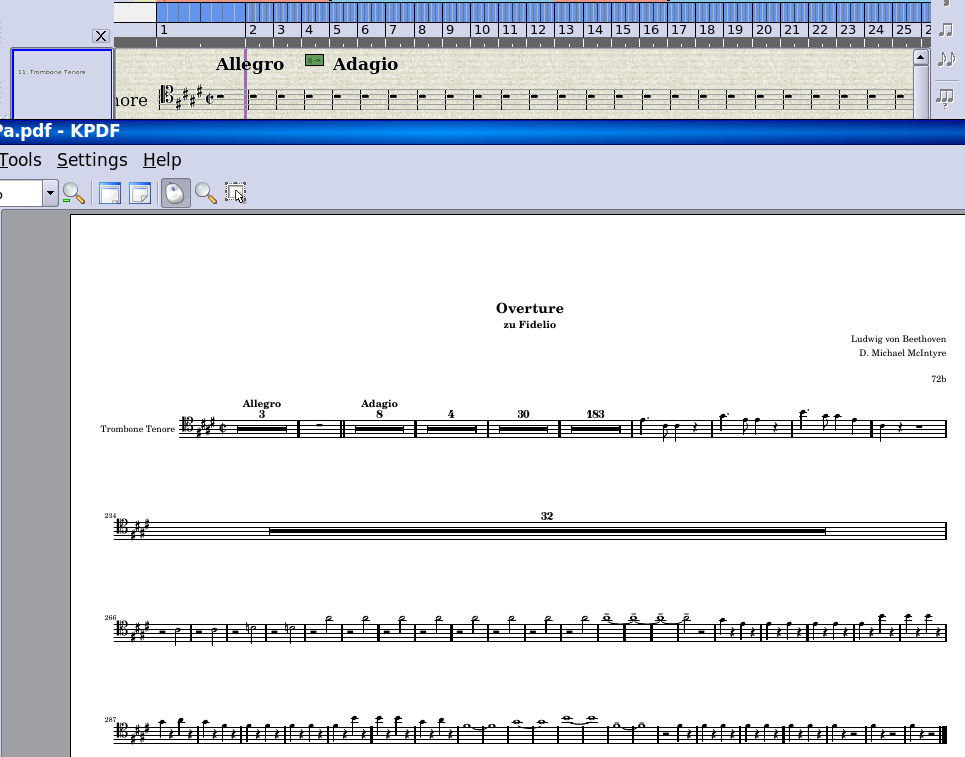 1 2 3 4 5 6 7 8 9 10 11 12 13 14 15 16 17 18 19 20 21 22 23 24 25 2
X
Allegro Adagio
11: Trombone Tenore
nore
Pa.pdf - KPDF
Tools Settings Help
Overture
zu Fidelio
Ludwig von Beethoven
D. Michael McIntyre
72b
Allegro Adagio
3 8 4 30 183
Trombone Tenore
234 32
266
287